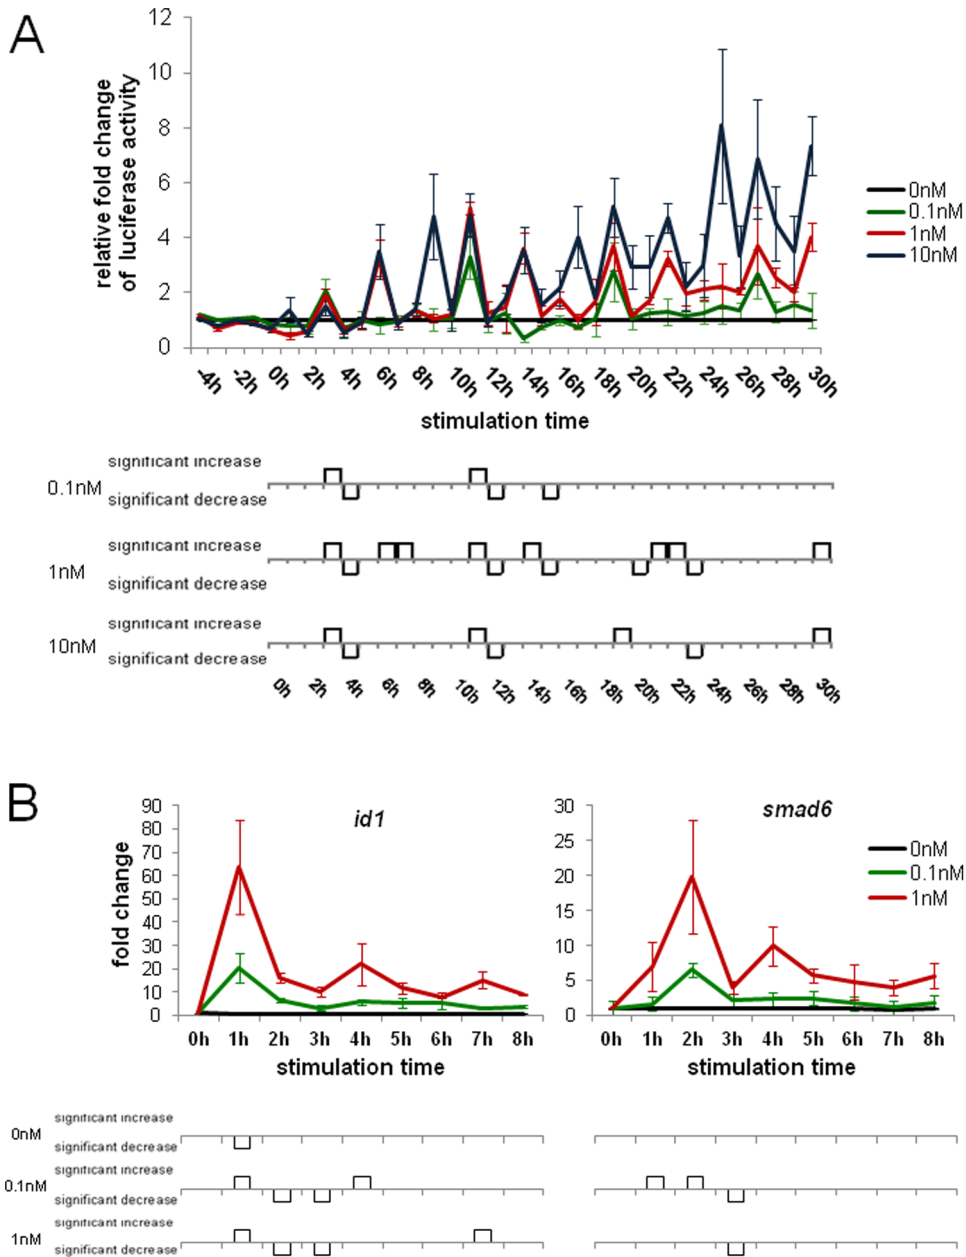 A
12
10
8
6
4
2
0
relative fold change
of luciferase activity
-4h -2h 0h 2h 4h 6h 8h 10h 12h 14h 16h 18h 20h 22h 24h 26h 28h 30h
stimulation time
0nM
0.1nM
1nM
10nM
0.1nM
significant increase
significant decrease
1nM
significant increase
significant decrease
10nM
significant increase
significant decrease
0h 2h 4h 6h 8h 10h 12h 14h 16h 18h 20h 22h 24h 26h 28h 30h
B
id1
90
80
70
60
50
40
30
20
10
0
fold change
0h 1h 2h 3h 4h 5h 6h 7h 8h
stimulation time
smad6
30
25
20
15
10
5
0
0h 1h 2h 3h 4h 5h 6h 7h 8h
stimulation time
0nM
0.1nM
1nM
0nM
significant increase
significant decrease
0.1nM
significant increase
significant decrease
1nM
significant increase
significant decrease